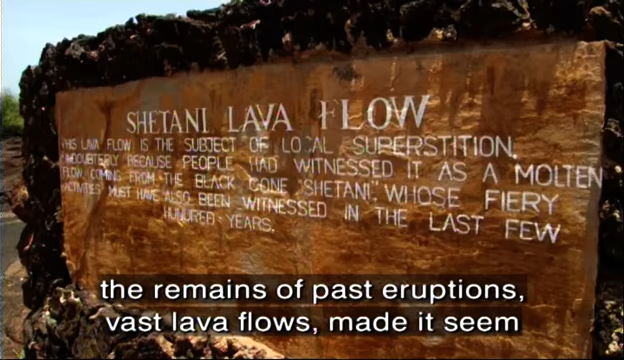 SHETANI LAVA FLOW
THIS LAVA FLOW IS THE SUBJECT OF LOCAL SUPERSTITION,
UNDOUBTERLY BECAUSE PEOPLE HAD WITNESSED IT AS A MOLTEN
FLOW COMING FROM THE BLACK CONE 'SHETANI' WHOSE FIERY
ACTIVITIES MUST HAVE ALSO BEEN WITNESSED IN THE LAST FEW
HUNDRED YEARS.
the remains of past eruptions,
vast lava flows, made it seem